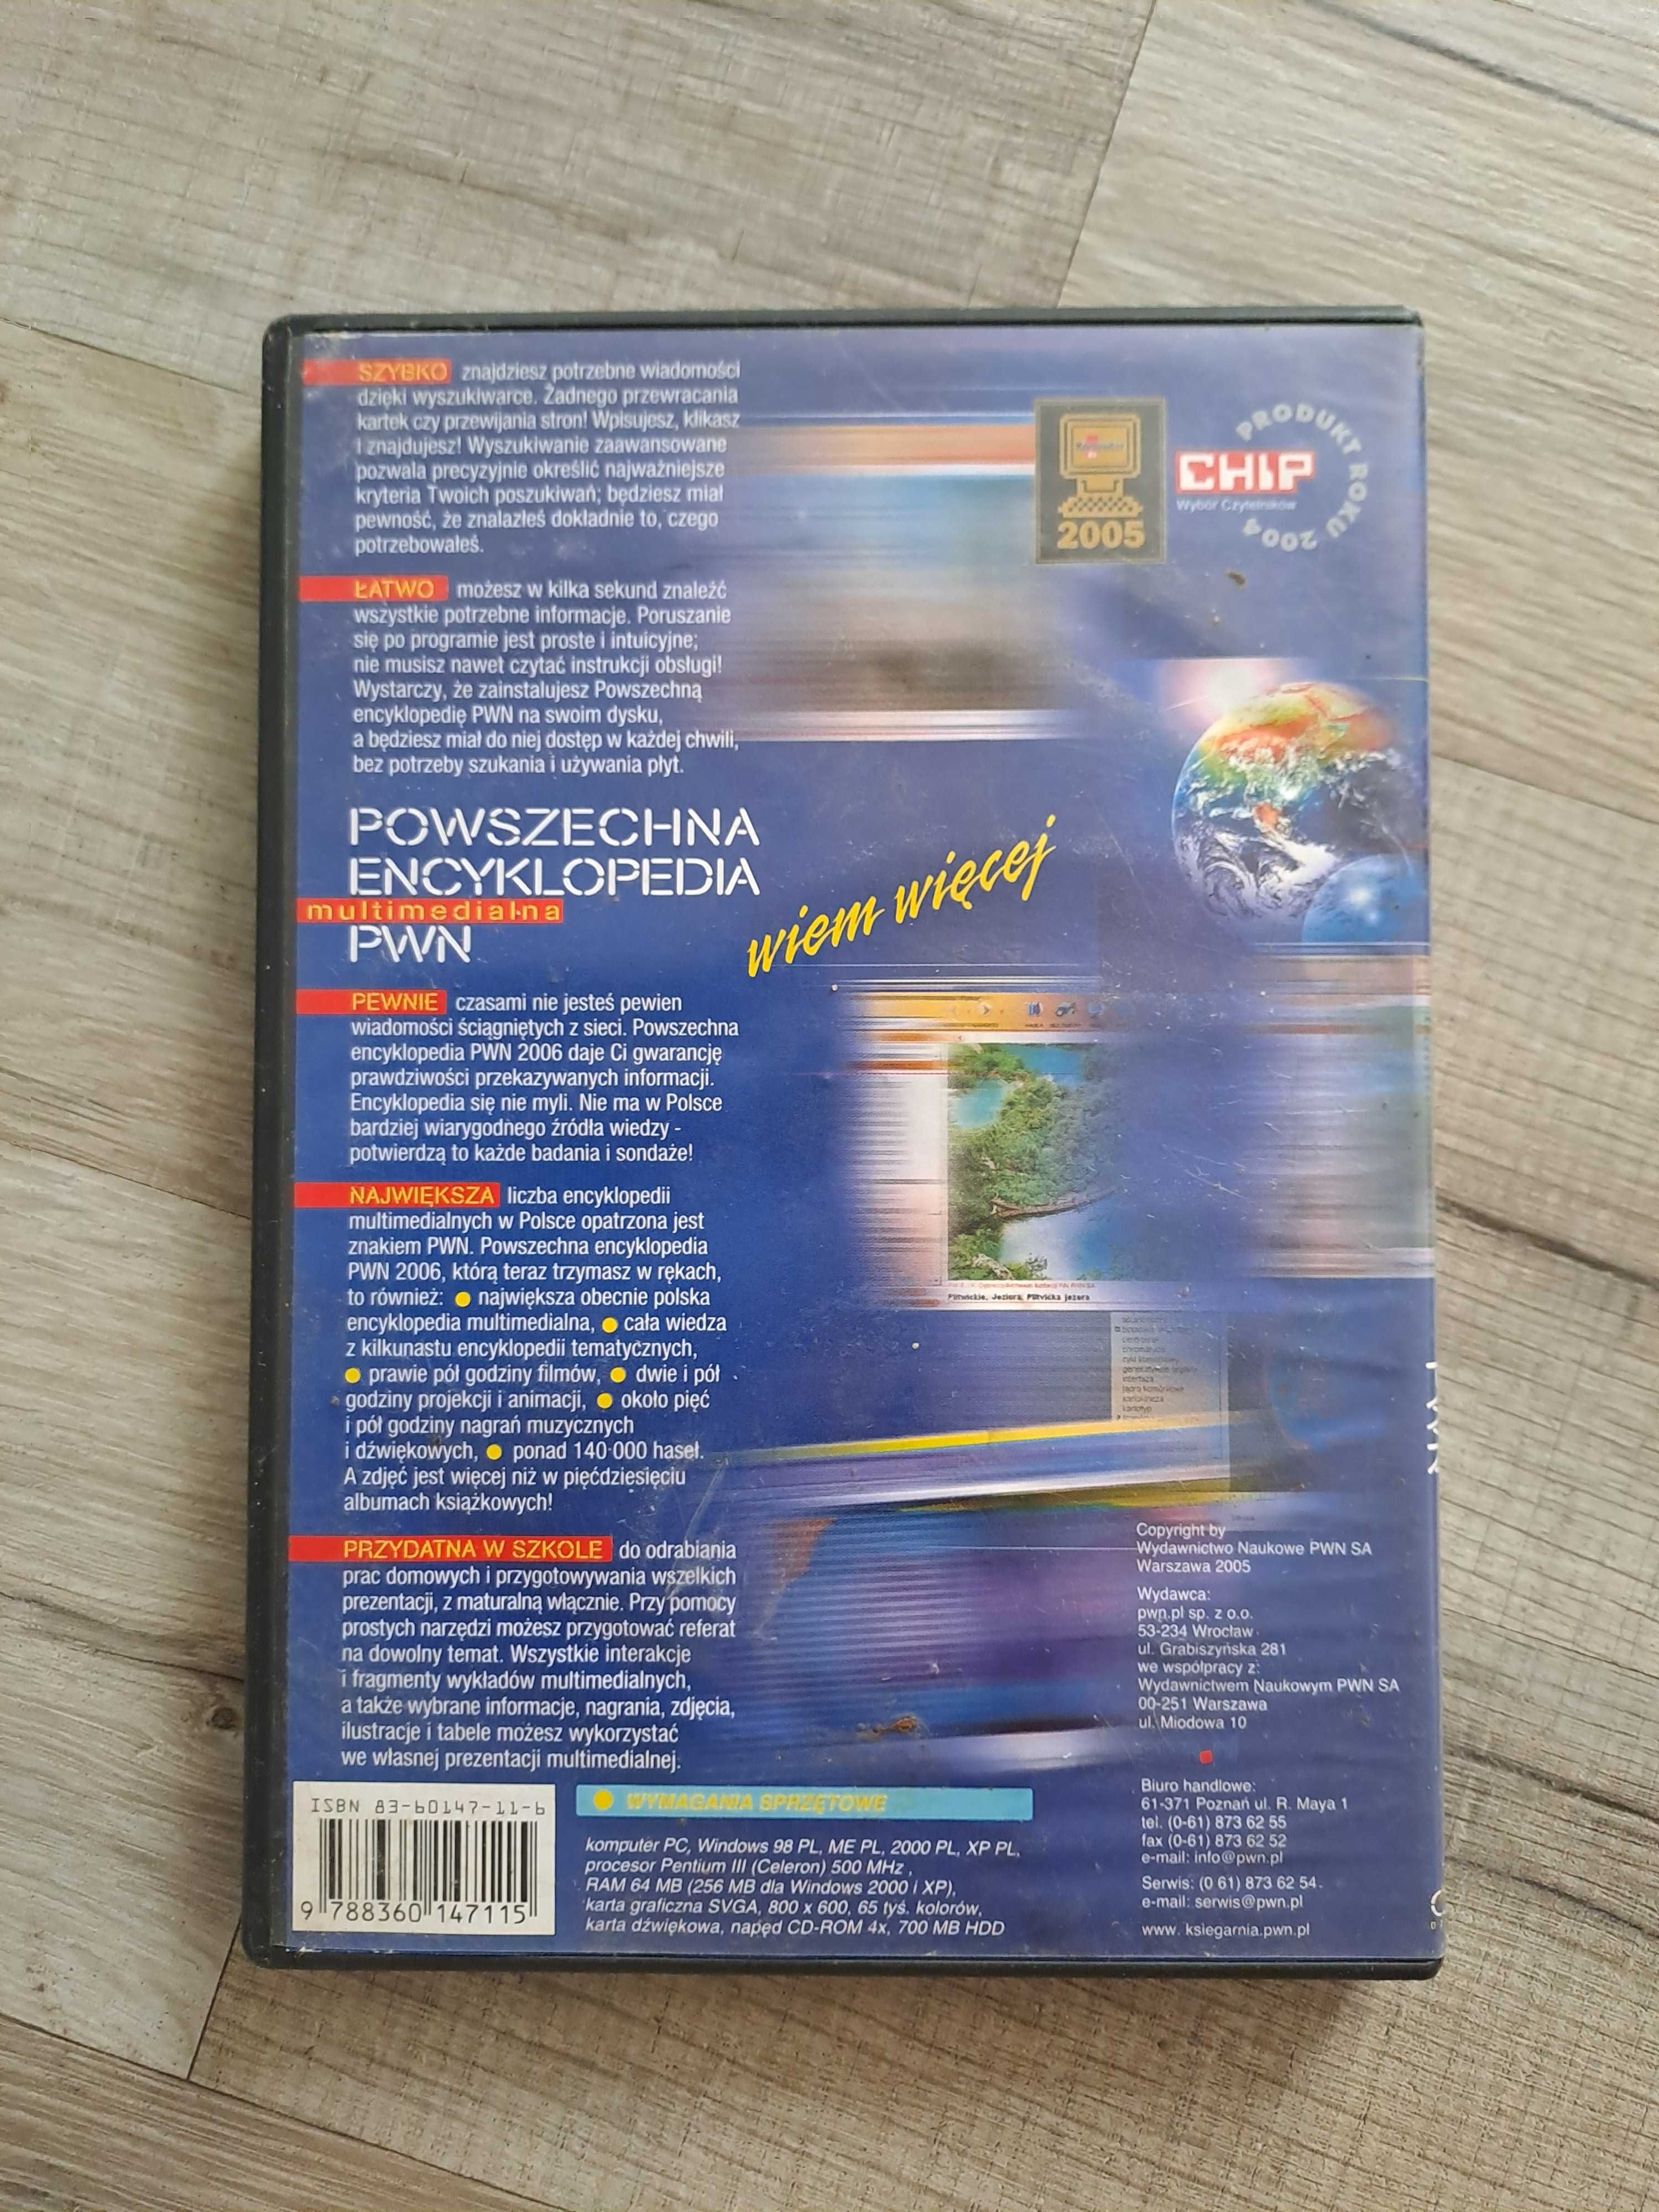 SZYBKO znajdziesz potrzebne wiadomości
dzięki wyszukiwarce. Żadnego przewracania
kartek czy przewijania stron! Wpisujesz, klikasz
i znajdujesz! Wyszukiwanie zaawansowane
pozwala precyzyjnie określić najważniejsze
kryteria Twoich poszukiwań; będziesz miał
pewność, że znalazłeś dokładnie to, czego
potrzebowałeś.
2005
PRODUKT ROKU 2004
CHIP
Wybór Czytelników
ŁATWO możesz w kilka sekund znaleźć
wszystkie potrzebne informacje. Poruszanie
się po programie jest proste i intuicyjne;
nie musisz nawet czytać instrukcji obsługi!
Wystarczy, że zainstalujesz Powszechną
encyklopedię PWN na swoim dysku,
a będziesz miał do niej dostęp w każdej chwili,
bez potrzeby szukania i używania płyt.
POWSZECHNA
ENCYKLOPEDIA
multimedialna
PWN
wiem więcej
PEWNIE czasami nie jesteś pewien
wiadomości ściągniętych z sieci. Powszechna
encyklopedia PWN 2006 daje Ci gwarancję
prawdziwości przekazywanych informacji.
Encyklopedia się nie myli. Nie ma w Polsce
bardziej wiarygodnego źródła wiedzy -
potwierdzą to każde badania i sondaże!
NAJWIĘKSZA liczba encyklopedii
multimedialnych w Polsce opatrzona jest
znakiem PWN. Powszechna encyklopedia
PWN 2006, którą teraz trzymasz w rękach,
to również: ● największa obecnie polska
encyklopedia multimedialna, ● cała wiedza
z kilkunastu encyklopedii tematycznych,
● prawie pół godziny filmów, ● dwie i pół
godziny projekcji i animacji, ● około pięć
i pół godziny nagrań muzycznych
i dźwiękowych, ● ponad 140 000 haseł.
A zdjęć jest więcej niż w pięćdziesięciu
albumach książkowych!
Plitwickie, Jeziora, Plitvička jezera
interfaza
kariokineza
kariotyp
PRZYDATNA W SZKOLE do odrabiania
prac domowych i przygotowywania wszelkich
prezentacji, z maturalną włącznie. Przy pomocy
prostych narzędzi możesz przygotować referat
na dowolny temat. Wszystkie interakcje
i fragmenty wykładów multimedialnych,
a także wybrane informacje, nagrania, zdjęcia,
ilustracje i tabele możesz wykorzystać
we własnej prezentacji multimedialnej.
Copyright by
Wydawnictwo Naukowe PWN SA
Warszawa 2005
Wydawca:
pwn.pl sp. z o.o.
53-234 Wrocław
ul. Grabiszyńska 281
we współpracy z:
Wydawnictwem Naukowym PWN SA
00-251 Warszawa
ul. Miodowa 10
Biuro handlowe:
61-371 Poznań ul. R. Maya 1
tel. (0-61) 873 62 55
fax (0-61) 873 62 52
e-mail: info@pwn.pl
Serwis: (0 61) 873 62 54
e-mail: serwis@pwn.pl
www. ksiegarnia.pwn.pl
ISBN 83-60147-11-6
9 788360 147115
● WYMAGANIA SPRZĘTOWE
komputer PC, Windows 98 PL, ME PL, 2000 PL, XP PL,
procesor Pentium III (Celeron) 500 MHz ,
RAM 64 MB (256 MB dla Windows 2000 i XP),
karta graficzna SVGA, 800 x 600, 65 tyś. kolorów,
karta dźwiękowa, napęd CD-ROM 4x, 700 MB HDD